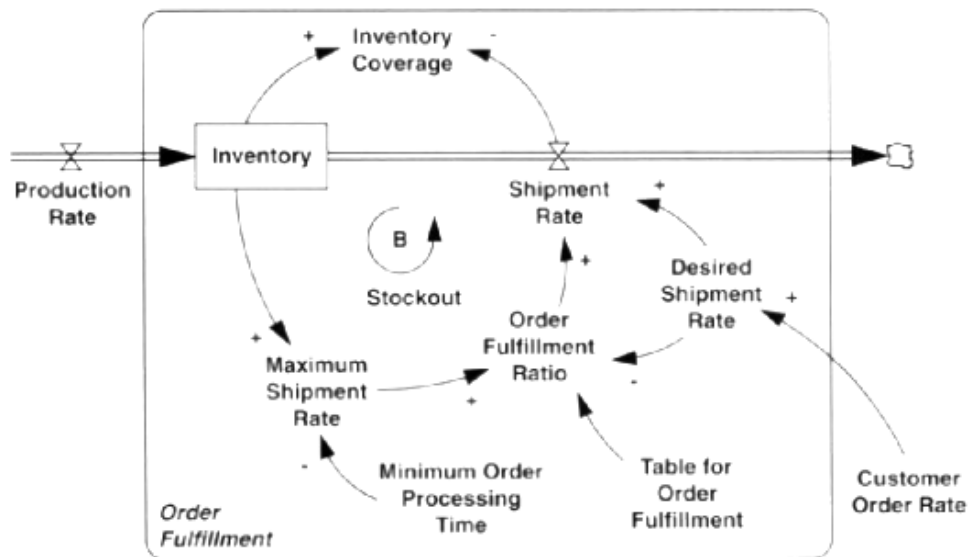 +
-
Inventory
Coverage
Inventory
Production
Rate
Shipment
Rate
+
B
Stockout
+
Desired
Shipment
Rate
+
Order
Fulfillment
Ratio
+
Maximum
Shipment
Rate
-
+
-
Minimum Order
Processing
Time
Table for
Order
Fulfillment
Customer
Order Rate
Order
Fulfillment